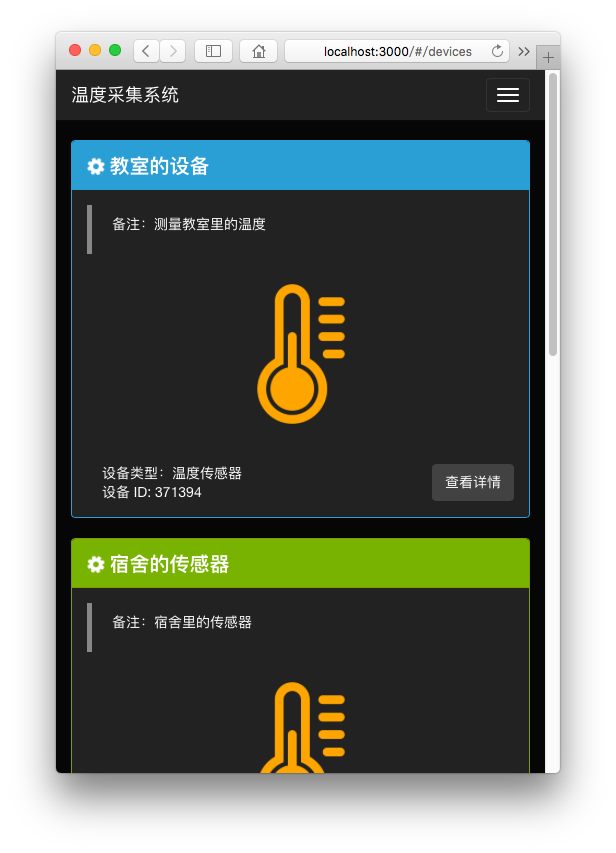 localhost:3000/#/devices
温度采集系统
教室的设备
备注：测量教室里的温度
设备类型：温度传感器
设备 ID: 371394
查看详情
宿舍的传感器
备注：宿舍里的传感器